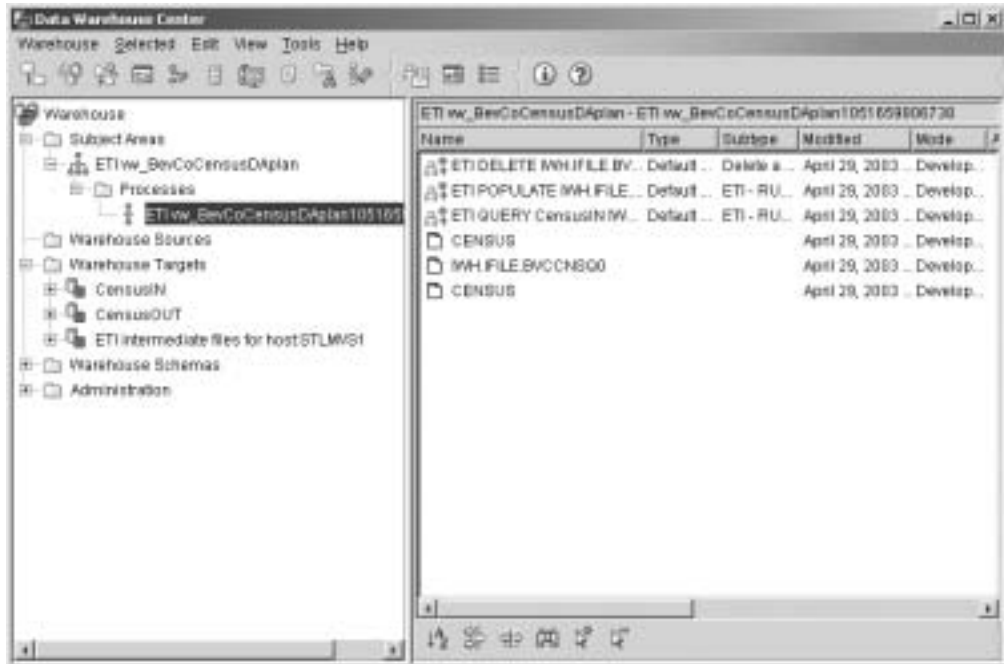 Data Warehouse Center
Warehouse Selected Edit View Tools Help
Warehouse
Subject Areas
ETI vw_BevCoCensusDAplan
Processes
ETI vw_BevCoCensusDAplan105165
Warehouse Sources
Warehouse Targets
CensusIN
CensusOUT
ETI intermediate files for host STLMVS1
Warehouse Schemas
Administration
ETI vw_BevCoCensusDAplan - ETI vw_BevCoCensusDAplan1051659806730
Name Type Subtype Modified Mode
ETI DELETE IWH.IFILE.BV... Default ... Delete a... April 29, 2003 ... Develop...
ETI POPULATE IWH.IFILE... Default ... ETI - RU... April 29, 2003 ... Develop...
ETI QUERY CensusIN IW... Default ... ETI - RU... April 29, 2003 ... Develop...
CENSUS April 29, 2003 ... Develop...
IWH.IFILE.BVCCNSQ0 April 29, 2003 ... Develop...
CENSUS April 29, 2003 ... Develop...